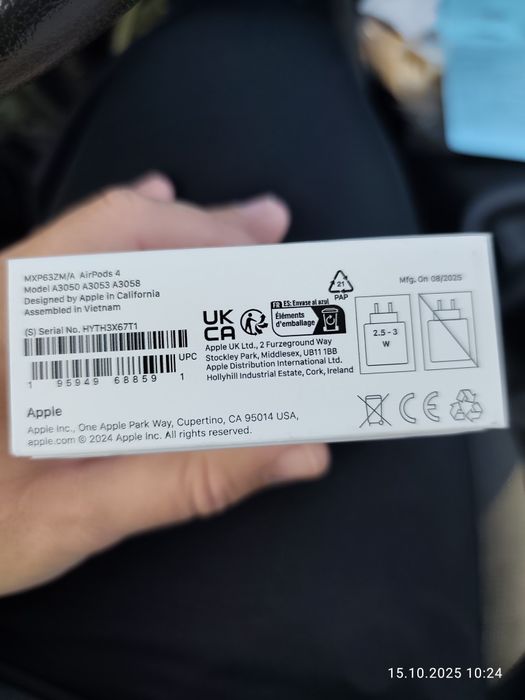 MXP63ZM/A AirPods 4
Model A3050 A3053 A3058
Designed by Apple in California
Assembled in Vietnam
(S) Serial No. HYTH3X67T1
UPC
1 95949 68859 1
Apple
Apple Inc., One Apple Park Way, Cupertino, CA 95014 USA,
apple.com © 2024 Apple Inc. All rights reserved.
UK
CA
FR ES: Envase al azul
Éléments
d'emballage
Apple UK Ltd., 2 Furzeground Way
Stockley Park, Middlesex, UB11 1BB
Apple Distribution International Ltd.
Hollyhill Industrial Estate, Cork, Ireland
21
PAP
Mfg. On 08/2025
2.5 - 3
W
CE
15.10.2025 10:24